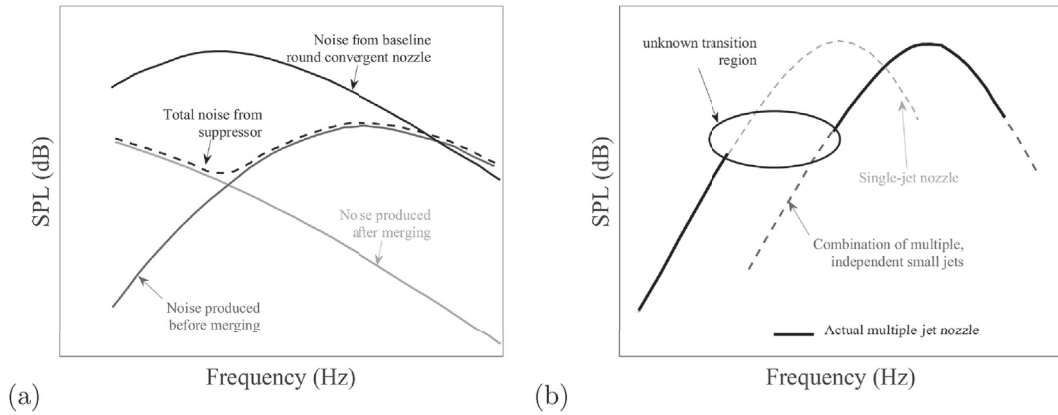 Noise from baseline
round convergent nozzle
Total noise from
suppressor
Noise produced
after merging
Noise produced
before merging
SPL (dB)
Frequency (Hz)
(a)
unknown transition
region
Single-jet nozzle
Combination of multiple,
independent small jets
Actual multiple jet nozzle
SPL (dB)
Frequency (Hz)
(b)